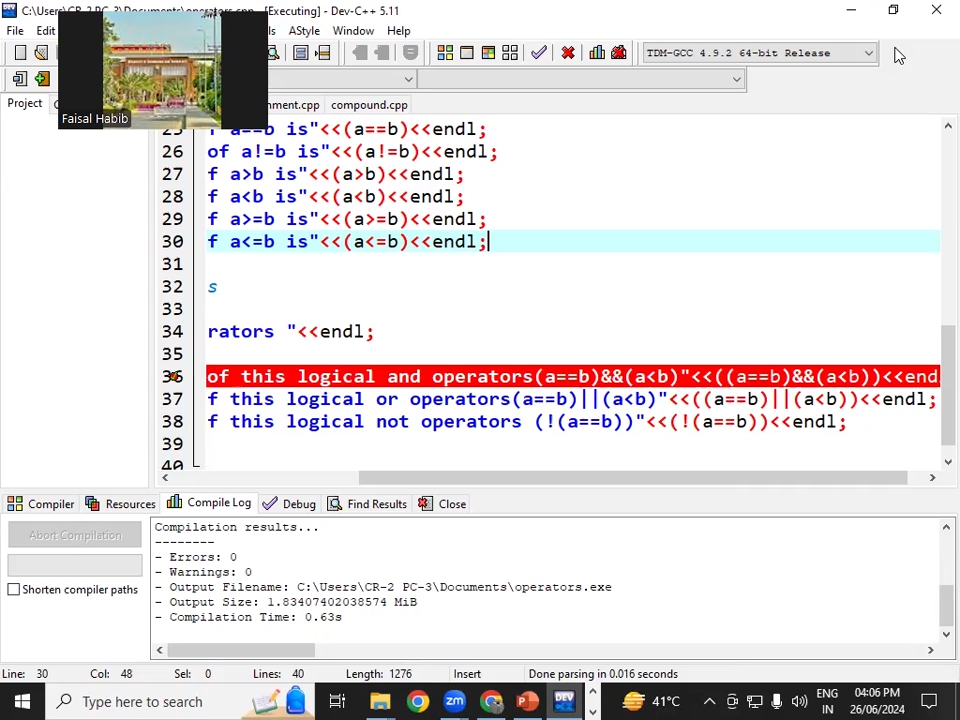 C:\Users\CR-2 PC-3\Documents\operators.cpp - [Executing] - Dev-C++ 5.11
File Edit Window Help
AStyle
TDM-GCC 4.9.2 64-bit Release
Faisal Habib
Project compound.cpp
f a==b is"<<(a==b)<<endl;
26 of a!=b is"<<(a!=b)<<endl;
27 f a>b is"<<(a>b)<<endl;
28 f a<b is"<<(a<b)<<endl;
29 f a>=b is"<<(a>=b)<<endl;
30 f a<=b is"<<(a<=b)<<endl;
31
32 s
33
34 rators "<<endl;
35
36 of this logical and operators(a==b)&&(a<b)"<<((a==b)&&(a<b))<<end
37 f this logical or operators(a==b)||(a<b)"<<((a==b)||(a<b))<<endl;
38 f this logical not operators (!(a==b))"<<(!(a==b))<<endl;
39
40
Compiler Resources Compile Log Debug Find Results Close
Abort Compilation
Shorten compiler paths
Compilation results...
--------
- Errors: 0
- Warnings: 0
- Output Filename: C:\Users\CR-2 PC-3\Documents\operators.exe
- Output Size: 1.83407402038574 MiB
- Compilation Time: 0.63s
Line: 30 Col: 48 Sel: 0 Lines: 40 Length: 1276 Insert Done parsing in 0.016 seconds
Type here to search
zm
DEV
41°C
ENG
IN
04:06 PM
26/06/2024